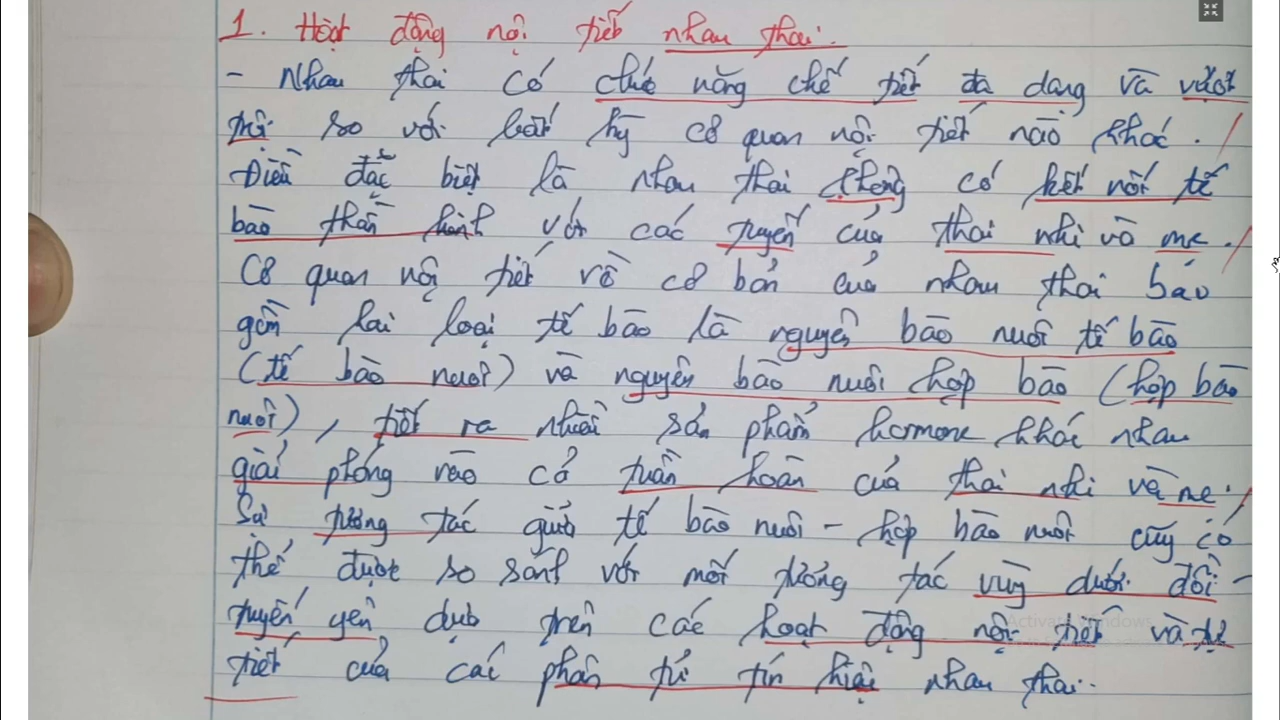 1. Hoạt động nội tiết nhau thai.
- Nhau thai có chức năng chế tiết đa dạng và vượt
trội so với bất kỳ cơ quan nội tiết nào khác.
Điều đặc biệt là nhau thai không có kết nối tế
bào thần kinh với các tuyến của thai nhi và mẹ.
Cơ quan nội tiết về cơ bản của nhau thai bao
gồm hai loại tế bào là nguyên bào nuôi tế bào
(tế bào nuôi) và nguyên bào nuôi hợp bào (hợp bào
nuôi), tiết ra nhiều sản phẩm hormone khác nhau
giải phóng vào cả tuần hoàn của thai nhi và mẹ.
Sự tương tác giữa tế bào nuôi - hợp bào nuôi cũng có
thể được so sánh với mối tương tác vùng dưới đồi -
tuyến yên dựa trên các hoạt động nội tiết và tự
tiết của các phân tử tín hiệu nhau thai.
Activate Windows